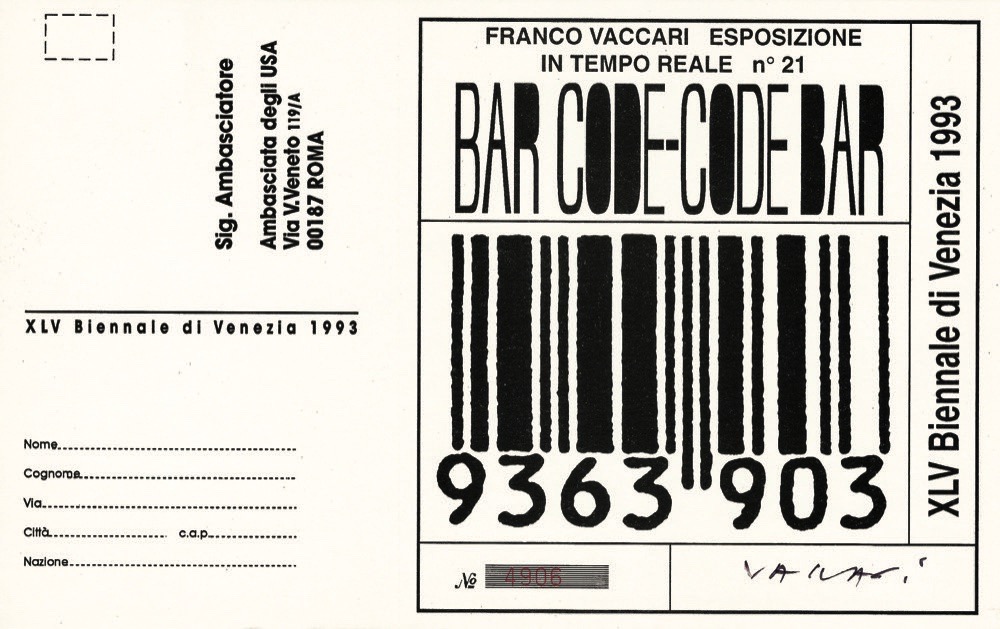 Sig. Ambasciatore
Ambasciata degli USA
Via V.Veneto 119/A
00187 ROMA
XLV Biennale di Venezia 1993
Nome
Cognome
Via
Città c.a.p.
Nazione
FRANCO VACCARI ESPOSIZIONE
IN TEMPO REALE n° 21
BAR CODE-CODE BAR
9363 903
XLV Biennale di Venezia 1993
№ 4906
VACCARI